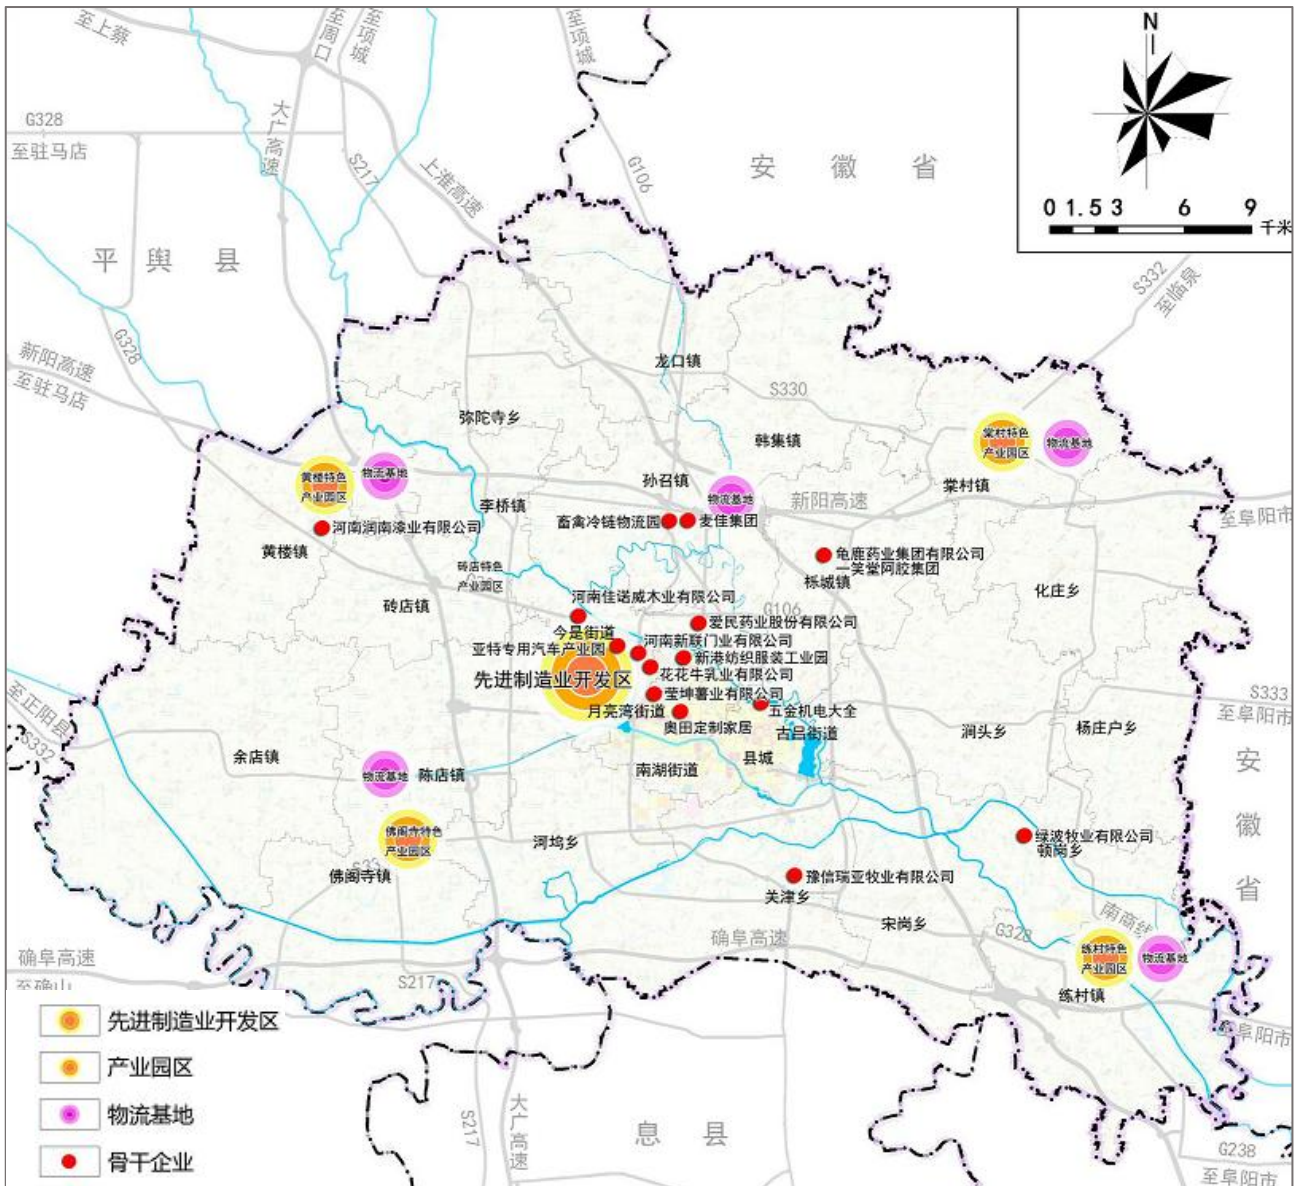 至上蔡
至周口
至项城
至项城
N
G328
至驻马店
大广高速
S217
上淮高速
G106
安徽省
0 1.5 3 6 9 千米
平舆县
S332
至临泉
G328
新阳高速
至驻马店
龙口镇
S330
弥陀寺乡
韩集镇
棠村特色
产业园区
物流基地
黄楼特色
产业园区
物流基地
孙召镇
棠村镇
李桥镇
物流基地
新阳高速
至阜阳市
河南润南漆业有限公司
畜禽冷链物流园
麦佳集团
黄楼镇
龟鹿药业集团有限公司
一笑堂阿胶集团
砖店特色
产业园区
栎城镇
化庄乡
砖店镇
河南佳诺威木业有限公司
G106
今是街道
爱民药业股份有限公司
亚特专用汽车产业园
河南新联门业有限公司
新港纺织服装工业园
先进制造业开发区
花花牛乳业有限公司
莹坤薯业有限公司
月亮湾街道
五金机电大全
奥田定制家居
古吕街道
至正阳县
S332
S333
至阜阳市
涧头乡
杨庄户乡
余店镇
物流基地
陈店镇
南湖街道
县城
安徽省
佛阁寺特色
产业园区
河坞乡
绿波牧业有限公司
顿岗乡
S33
佛阁寺镇
豫信瑞亚牧业有限公司
关津乡
宋岗乡
南商线
G328
确阜高速
确阜高速
至确山
练村特色
产业园区
物流基地
S217
练村镇
至阜阳市
先进制造业开发区
产业园区
物流基地
骨干企业
S217
大广高速
息县
G238
至阜阳市